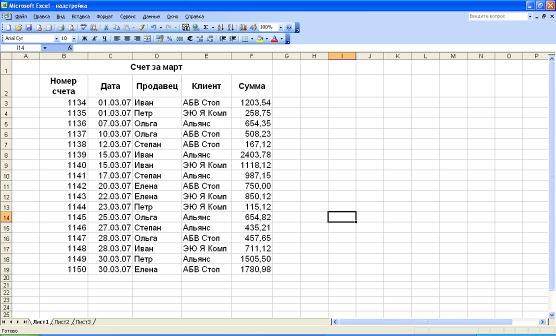 Microsoft Excel - надстройка
Файл Правка Вид Вставка Формат Сервис Данные Окно Справка
Введите вопрос
100%
Arial Cyr 10 Ж К Ч
I14 fx
A B C D E F G H I J K L M N O P
1 Счет за март
2 Номер счета Дата Продавец Клиент Сумма
3 1134 01.03.07 Иван АБВ Стоп 1203,54
4 1135 01.03.07 Петр ЭЮ Я Комп 258,75
5 1136 07.03.07 Ольга Альянс 654,35
6 1137 10.03.07 Ольга АБВ Стоп 508,23
7 1138 12.03.07 Степан АБВ Стоп 167,12
8 1139 15.03.07 Иван Альянс 2403,78
9 1140 15.03.07 Иван ЭЮ Я Комп 1118,12
10 1141 17.03.07 Степан Альянс 987,15
11 1142 20.03.07 Елена АБВ Стоп 750,00
12 1143 22.03.07 Елена ЭЮ Я Комп 850,12
13 1144 23.03.07 Петр ЭЮ Я Комп 115,12
14 1145 25.03.07 Ольга Альянс 654,82
15 1146 27.03.07 Степан Альянс 435,21
16 1147 28.03.07 Ольга АБВ Стоп 457,65
17 1148 28.03.07 Иван ЭЮ Я Комп 711,12
18 1149 30.03.07 Петр Альянс 1505,50
19 1150 30.03.07 Елена АБВ Стоп 1780,98
20
21
22
23
24
25
Лист1 Лист2 Лист3
Готово